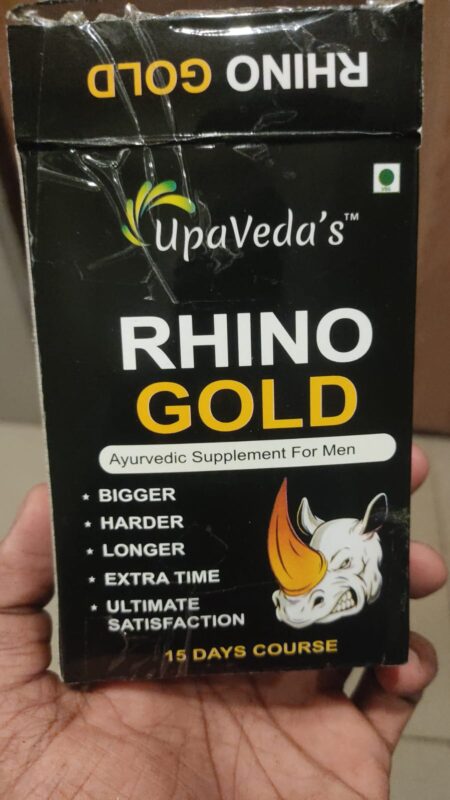 RHINO GOLD
UpaVeda's™
RHINO
GOLD
Ayurvedic Supplement For Men
* BIGGER
* HARDER
* LONGER
* EXTRA TIME
* ULTIMATE
SATISFACTION
15 DAYS COURSE